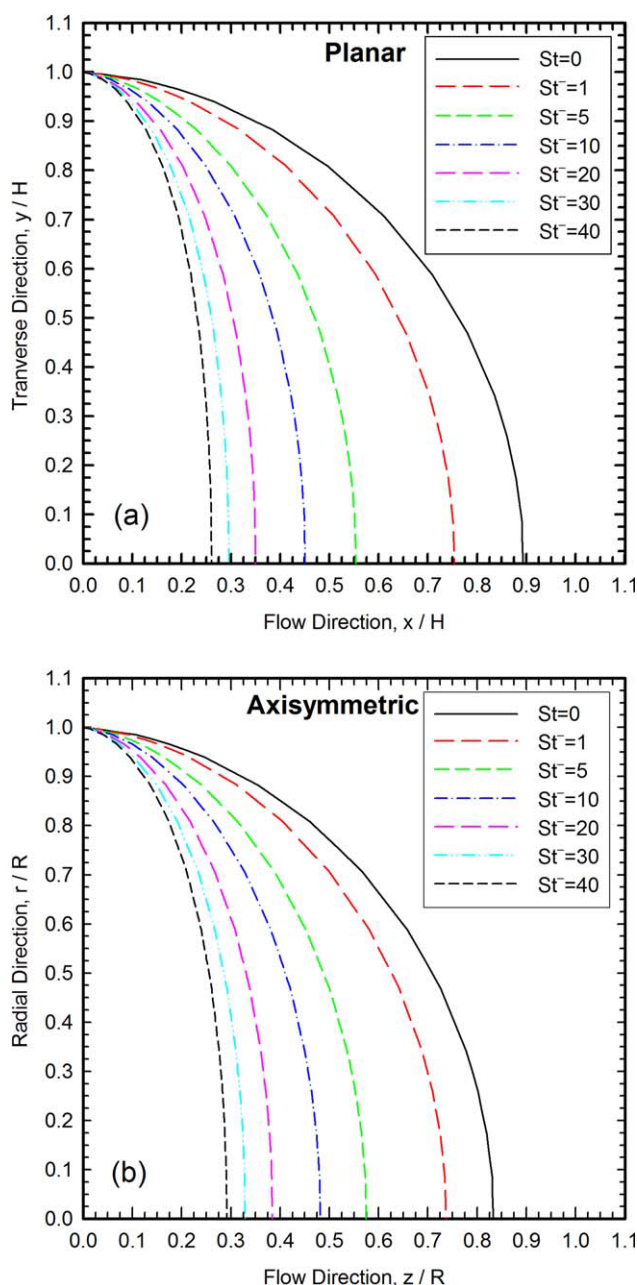 Planar
St=0
St⁻=1
St⁻=5
St⁻=10
St⁻=20
St⁻=30
St⁻=40
1.1
1.0
0.9
0.8
0.7
0.6
0.5
0.4
0.3
0.2
0.1
0.0
Tranverse Direction, y / H
(a)
0.0 0.1 0.2 0.3 0.4 0.5 0.6 0.7 0.8 0.9 1.0 1.1
Flow Direction, x / H
Axisymmetric
St=0
St⁻=1
St⁻=5
St⁻=10
St⁻=20
St⁻=30
St⁻=40
1.1
1.0
0.9
0.8
0.7
0.6
0.5
0.4
0.3
0.2
0.1
0.0
Radial Direction, r / R
(b)
0.0 0.1 0.2 0.3 0.4 0.5 0.6 0.7 0.8 0.9 1.0 1.1
Flow Direction, z / R